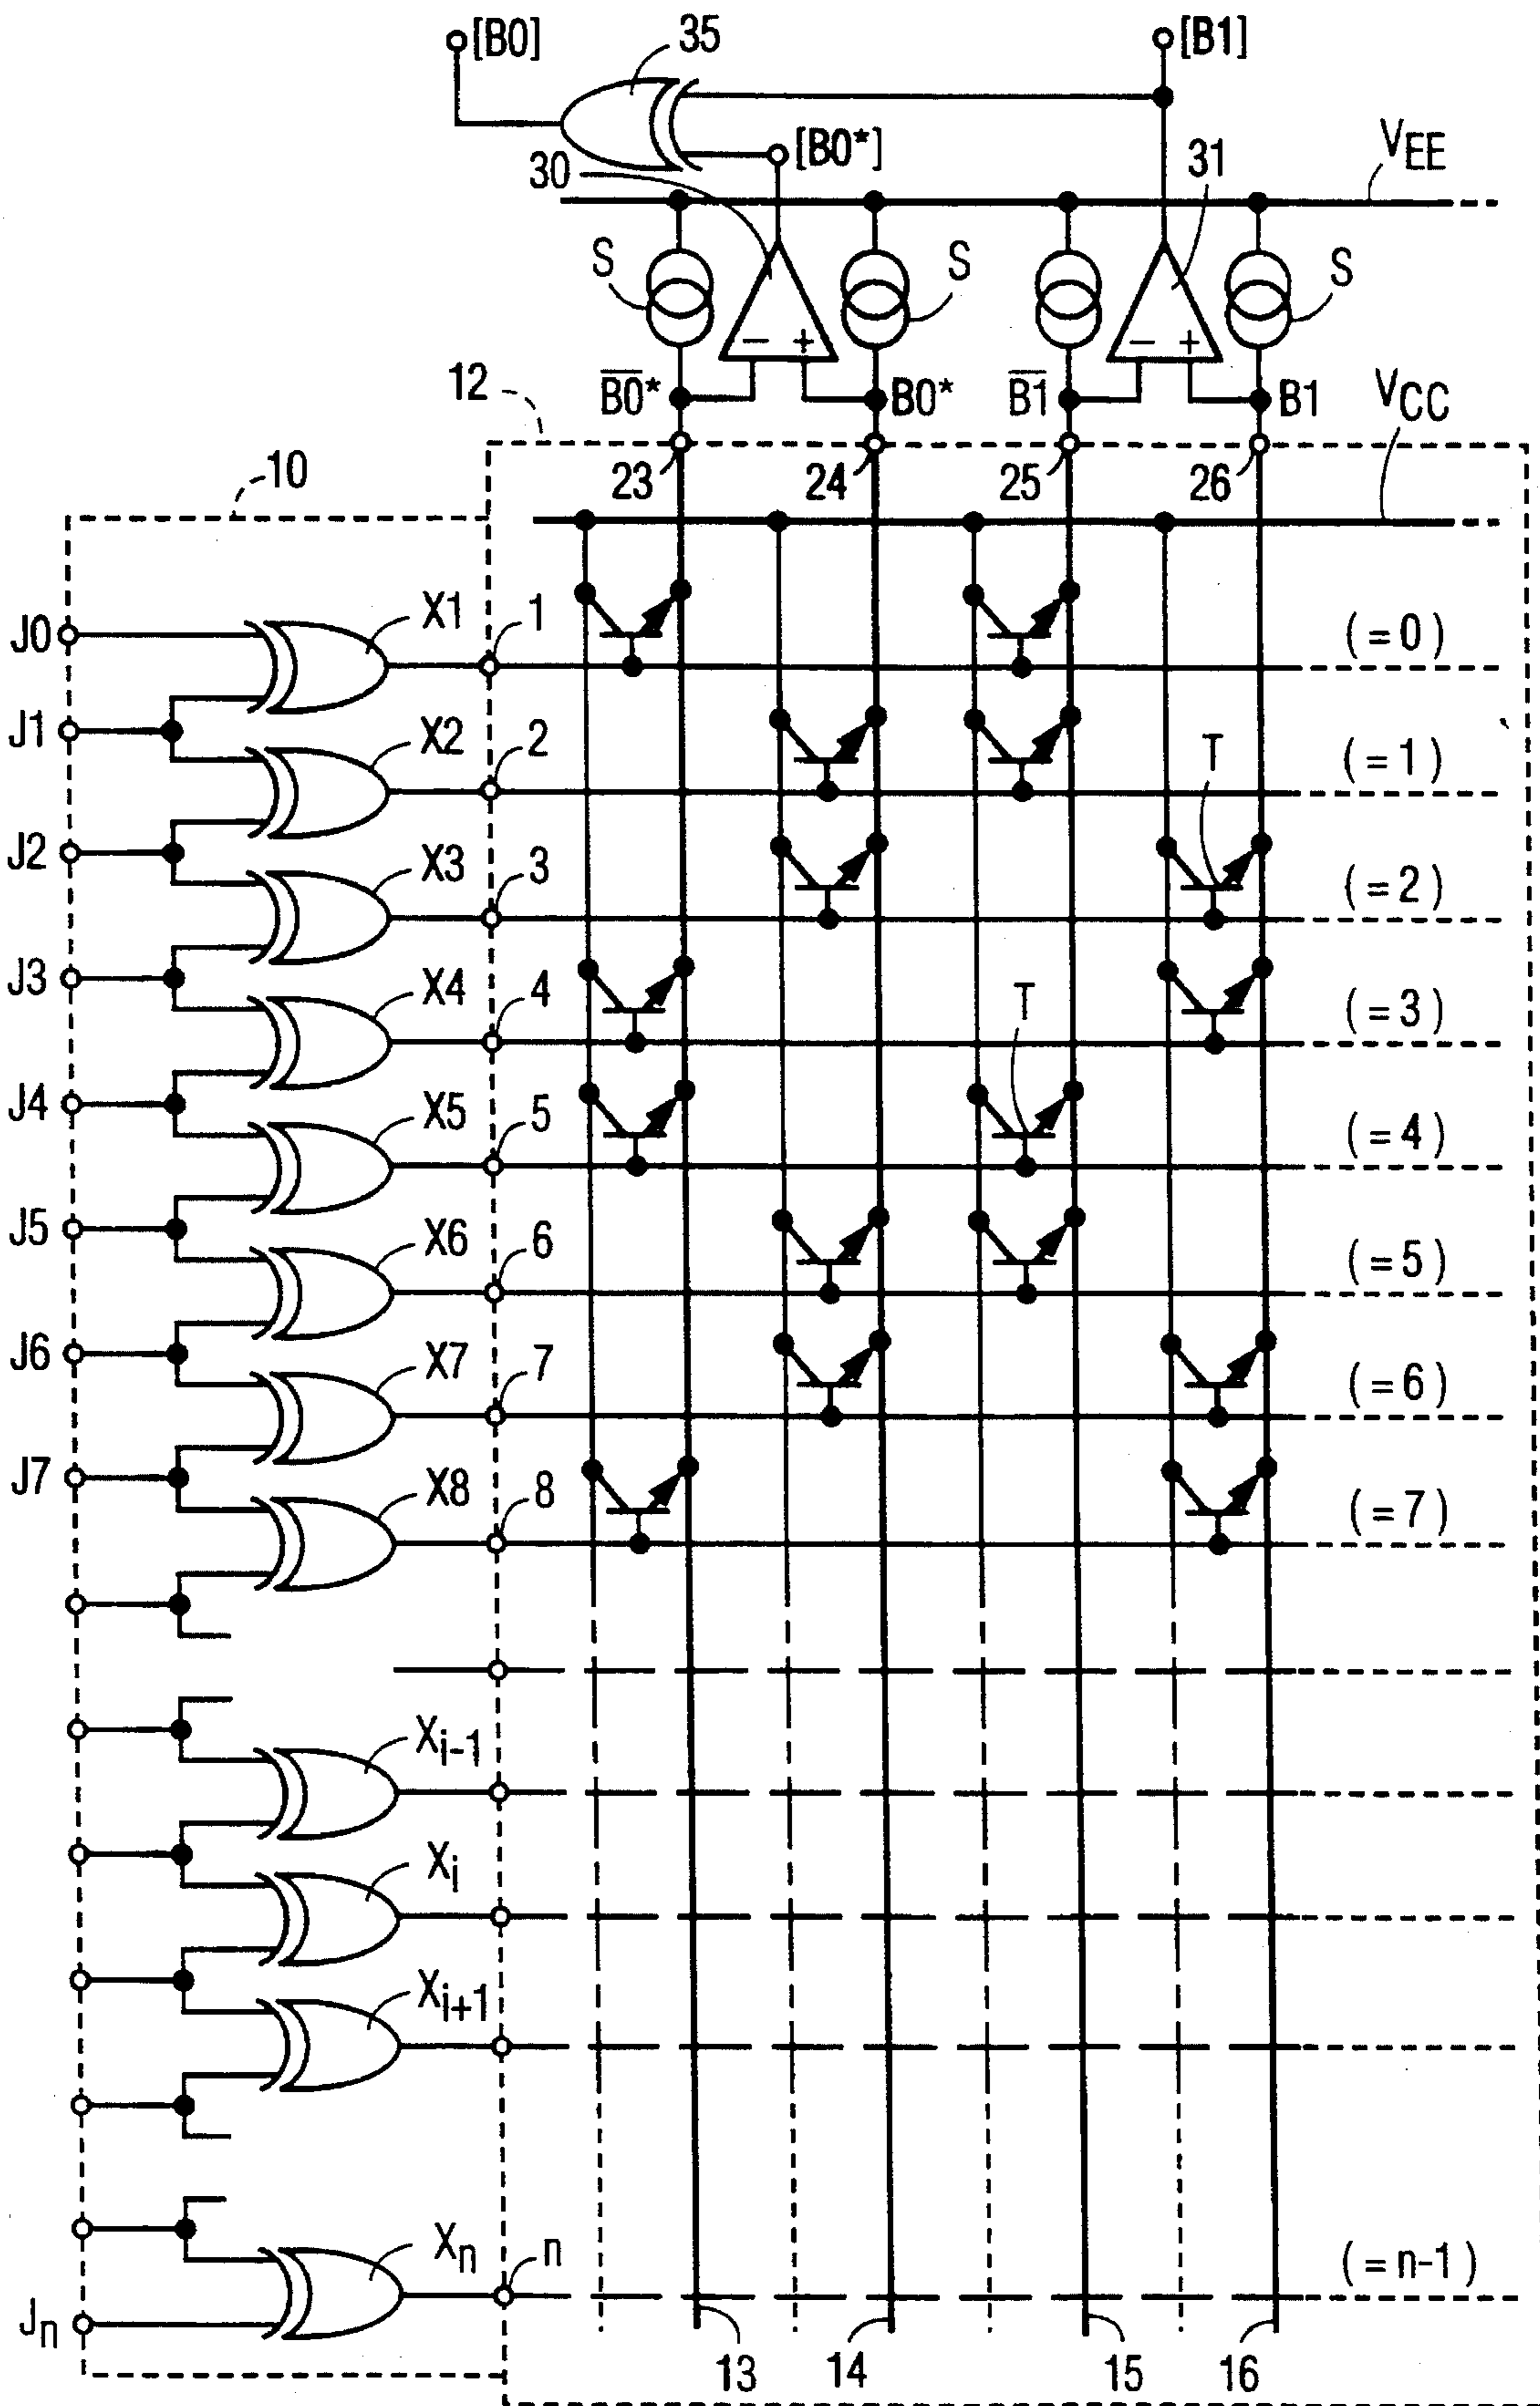 [B0] 35 [B1]
30 [B0*] 31 VEE
S S S
− + − +
12 B0̅* B0* B1̅ B1 VCC
10 23 24 25 26
J0 X1 1 (=0)
J1 X2 2 T (=1)
J2 X3 3 (=2)
J3 X4 4 T (=3)
J4 X5 5 (=4)
J5 X6 6 (=5)
J6 X7 7 (=6)
J7 X8 8 (=7)
Xi-1
Xi
Xi+1
Xn n (=n-1)
Jn
13 14 15 16